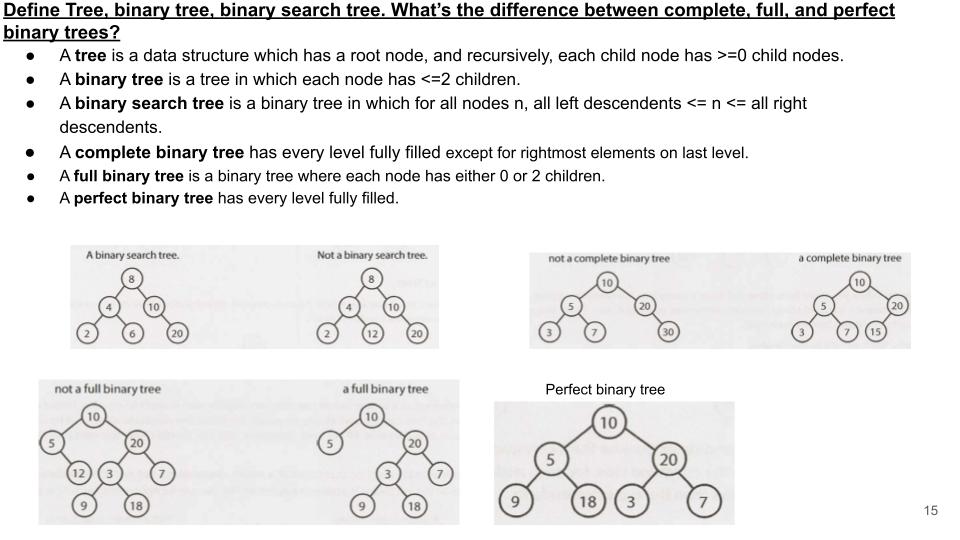 Define Tree, binary tree, binary search tree. What’s the difference between complete, full, and perfect
binary trees?
● A tree is a data structure which has a root node, and recursively, each child node has >=0 child nodes.
● A binary tree is a tree in which each node has <=2 children.
● A binary search tree is a binary tree in which for all nodes n, all left descendents <= n <= all right
descendents.
● A complete binary tree has every level fully filled except for rightmost elements on last level.
● A full binary tree is a binary tree where each node has either 0 or 2 children.
● A perfect binary tree has every level fully filled.
A binary search tree.
8
4 10
2 6 20
Not a binary search tree.
8
4 10
2 12 20
not a complete binary tree
10
5 20
3 7 30
a complete binary tree
10
5 20
3 7 15
not a full binary tree
10
5 20
12 3 7
9 18
a full binary tree
10
5 20
3 7
9 18
Perfect binary tree
10
5 20
9 18 3 7
15